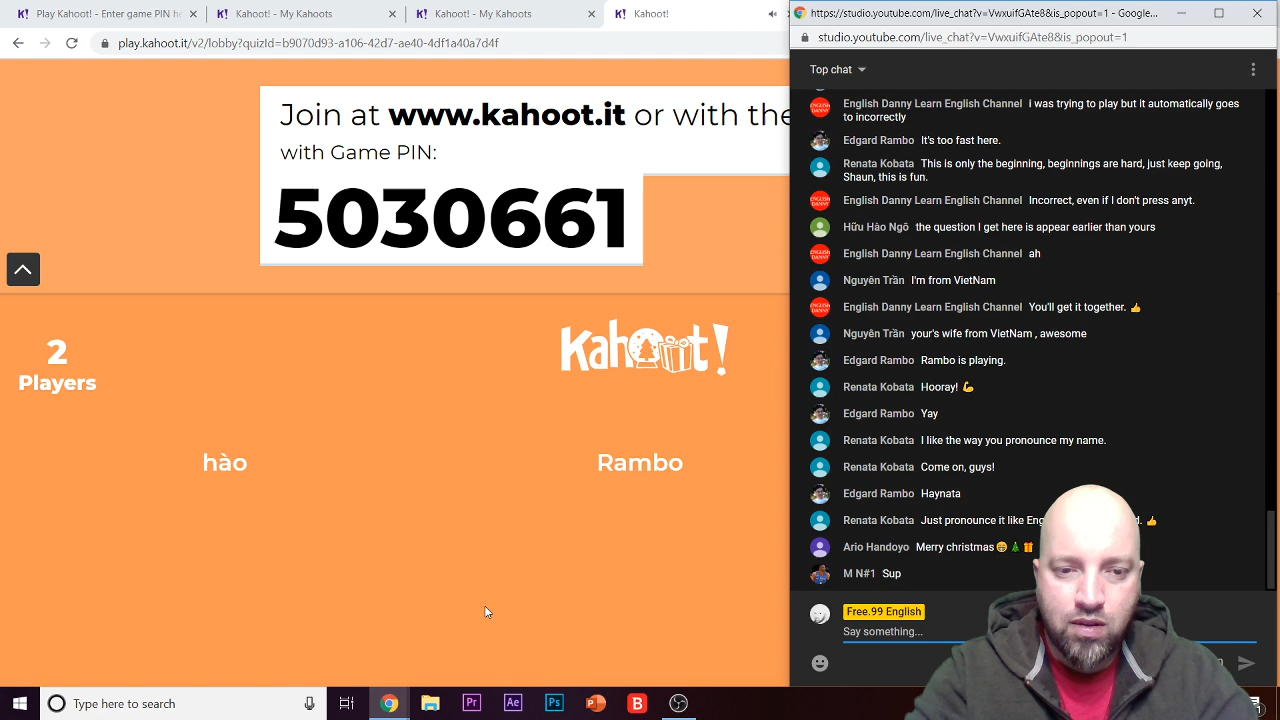 Play Kahoot! - Enter game PIN he
Kahoot! - My Kahoots
Kahoot! - My Kahoots
Kahoot!
https://studio.youtube.com/live_chat?v=VwxuifGAte8&is_popout=1 - Google...
play.kahoot.it/v2/lobby?quizId=b9070d93-a106-42d7-ae40-4df1a40a7d4f
studio.youtube.com/live_chat?v=VwxuifGAte8&is_popout=1
Join at www.kahoot.it or with the
with Game PIN:
5030661
2
Players
Kahoot!
hào
Rambo
Top chat
English Danny Learn English Channel i was trying to play but it automatically goes
to incorrectly
Edgard Rambo It's too fast here.
Renata Kobata This is only the beginning, beginnings are hard, just keep going,
Shaun, this is fun.
English Danny Learn English Channel Incorrect, even if I don't press anyt.
Hữu Hào Ngô the question I get here is appear earlier than yours
English Danny Learn English Channel ah
Nguyên Trần I'm from VietNam
English Danny Learn English Channel You'll get it together. 👍
Nguyên Trần your's wife from VietNam , awesome
Edgard Rambo Rambo is playing.
Renata Kobata Hooray! 💪
Edgard Rambo Yay
Renata Kobata I like the way you pronounce my name.
Renata Kobata Come on, guys!
Edgard Rambo Haynata
Renata Kobata Just pronounce it like 👍
Ario Handoyo Merry christmas 😁🎄🎁
M N#1 Sup
Free.99 English
Say something...
Type here to search
Pr
Ae
Ps